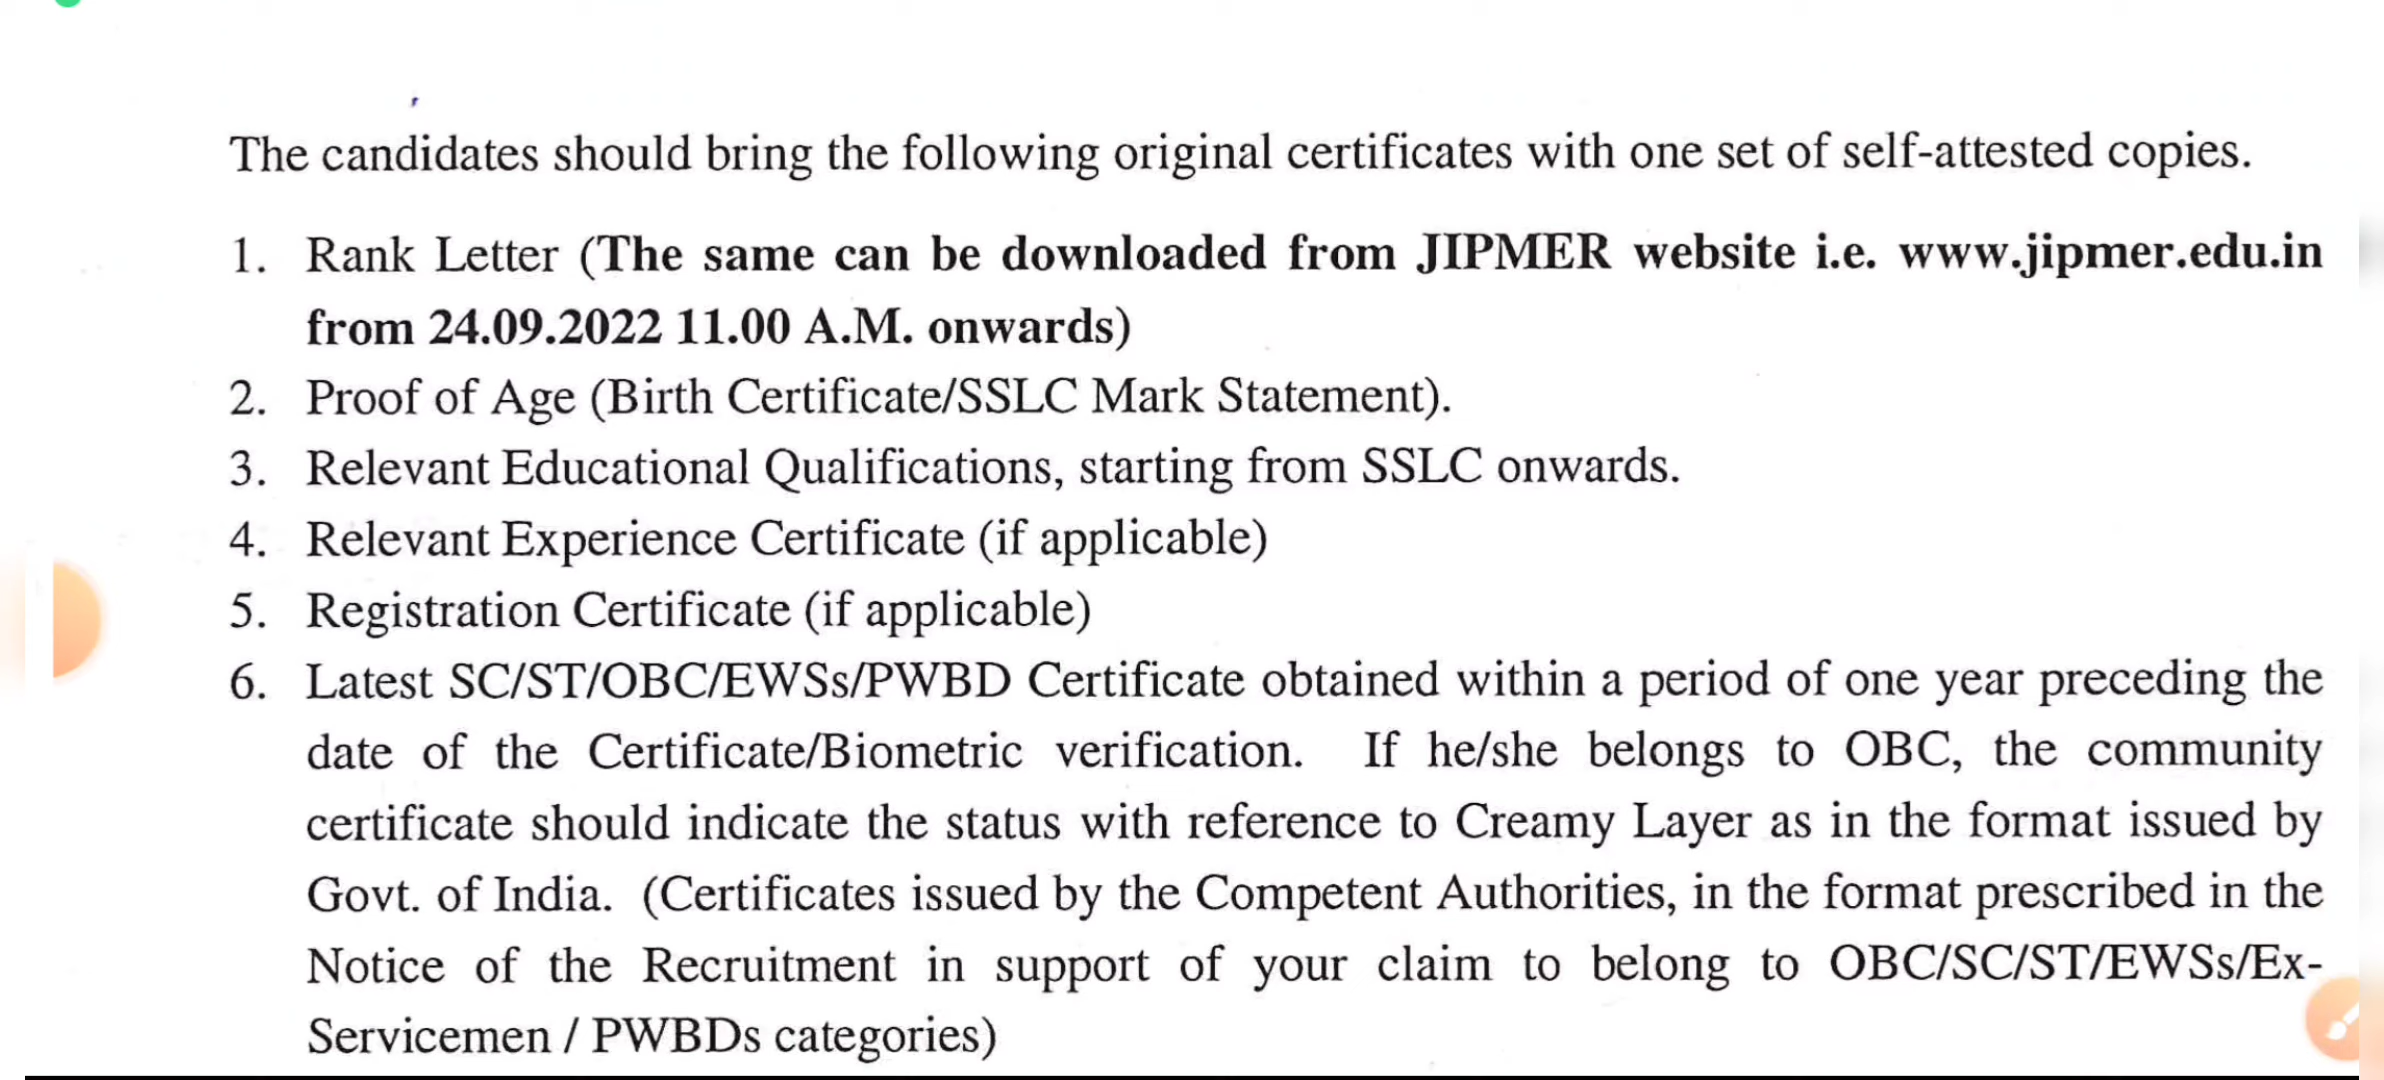 The candidates should bring the following original certificates with one set of self-attested copies.
1. Rank Letter (The same can be downloaded from JIPMER website i.e. www.jipmer.edu.in
from 24.09.2022 11.00 A.M. onwards)
2. Proof of Age (Birth Certificate/SSLC Mark Statement).
3. Relevant Educational Qualifications, starting from SSLC onwards.
4. Relevant Experience Certificate (if applicable)
5. Registration Certificate (if applicable)
6. Latest SC/ST/OBC/EWSs/PWBD Certificate obtained within a period of one year preceding the
date of the Certificate/Biometric verification. If he/she belongs to OBC, the community
certificate should indicate the status with reference to Creamy Layer as in the format issued by
Govt. of India. (Certificates issued by the Competent Authorities, in the format prescribed in the
Notice of the Recruitment in support of your claim to belong to OBC/SC/ST/EWSs/Ex-
Servicemen / PWBDs categories)